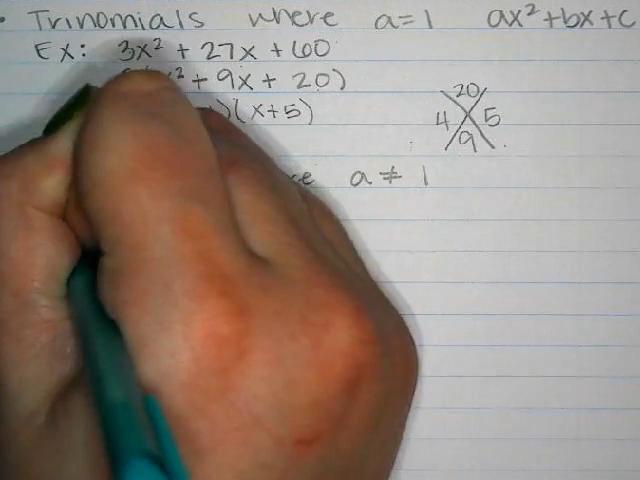 • Trinomials where a=1 ax²+bx+c
Ex: 3x² + 27x + 60
x² + 9x + 20)
)(x+5)
20
4 5
9
a ≠ 1